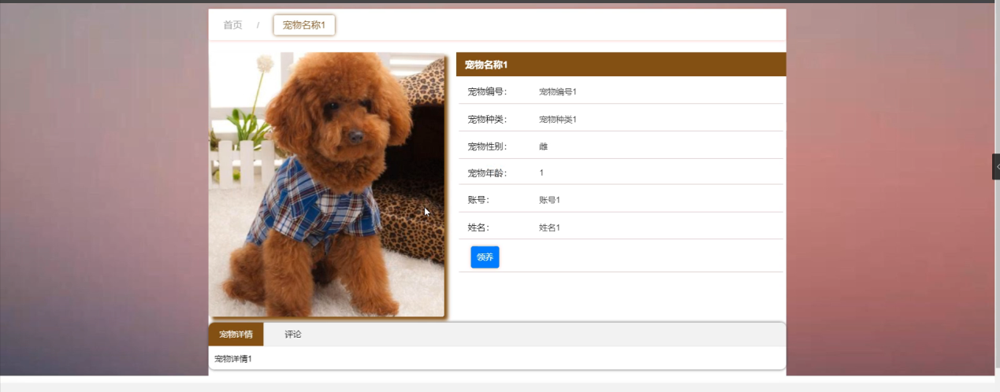 首页 / 宠物名称1
宠物名称1
宠物编号： 宠物编号1
宠物种类： 宠物种类1
宠物性别： 雌
宠物年龄： 1
账号： 账号1
姓名： 姓名1
领养
宠物详情 评论
宠物详情1